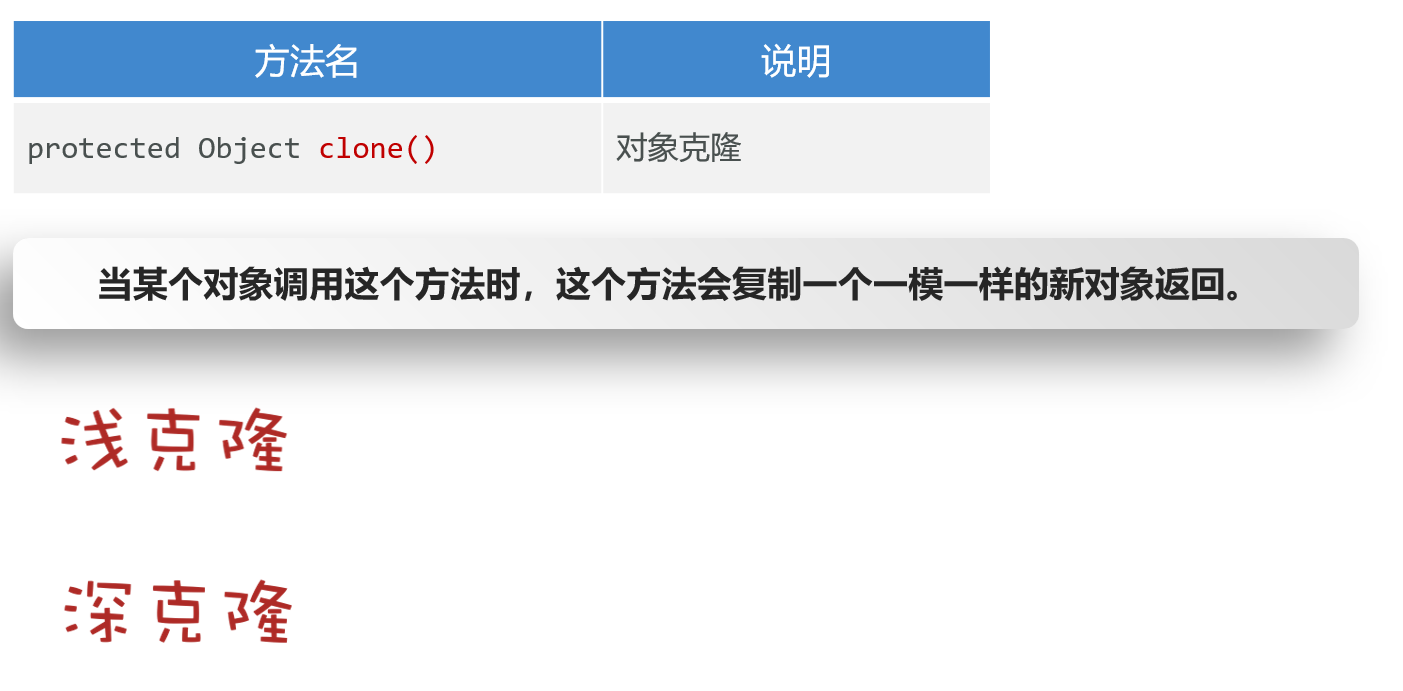 方法名 说明
protected Object clone() 对象克隆
当某个对象调用这个方法时，这个方法会复制一个一模一样的新对象返回。
浅克隆
深克隆